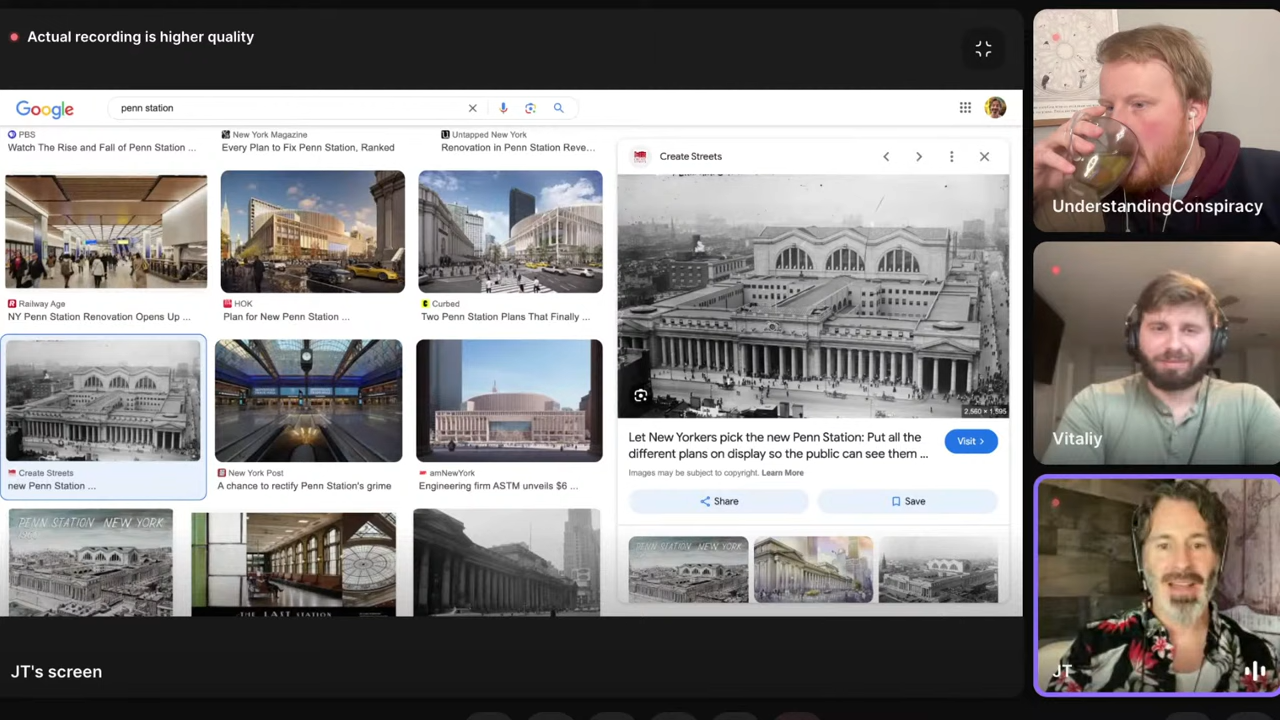 Actual recording is higher quality
Google
penn station
PBS
Watch The Rise and Fall of Penn Station ...
New York Magazine
Every Plan to Fix Penn Station, Ranked
Untapped New York
Renovation in Penn Station Reve...
Railway Age
NY Penn Station Renovation Opens Up ...
HOK
Plan for New Penn Station ...
Curbed
Two Penn Station Plans That Finally ...
Create Streets
new Penn Station ...
New York Post
A chance to rectify Penn Station's grime
amNewYork
Engineering firm ASTM unveils $6 ...
PENN STATION NEW YORK
THE LAST STATION
Create Streets
2,560 × 1,595
Let New Yorkers pick the new Penn Station: Put all the
different plans on display so the public can see them ...
Visit >
Images may be subject to copyright. Learn More
Share
Save
PENN STATION NEW YORK
JT's screen
UnderstandingConspiracy
Vitaliy
JT